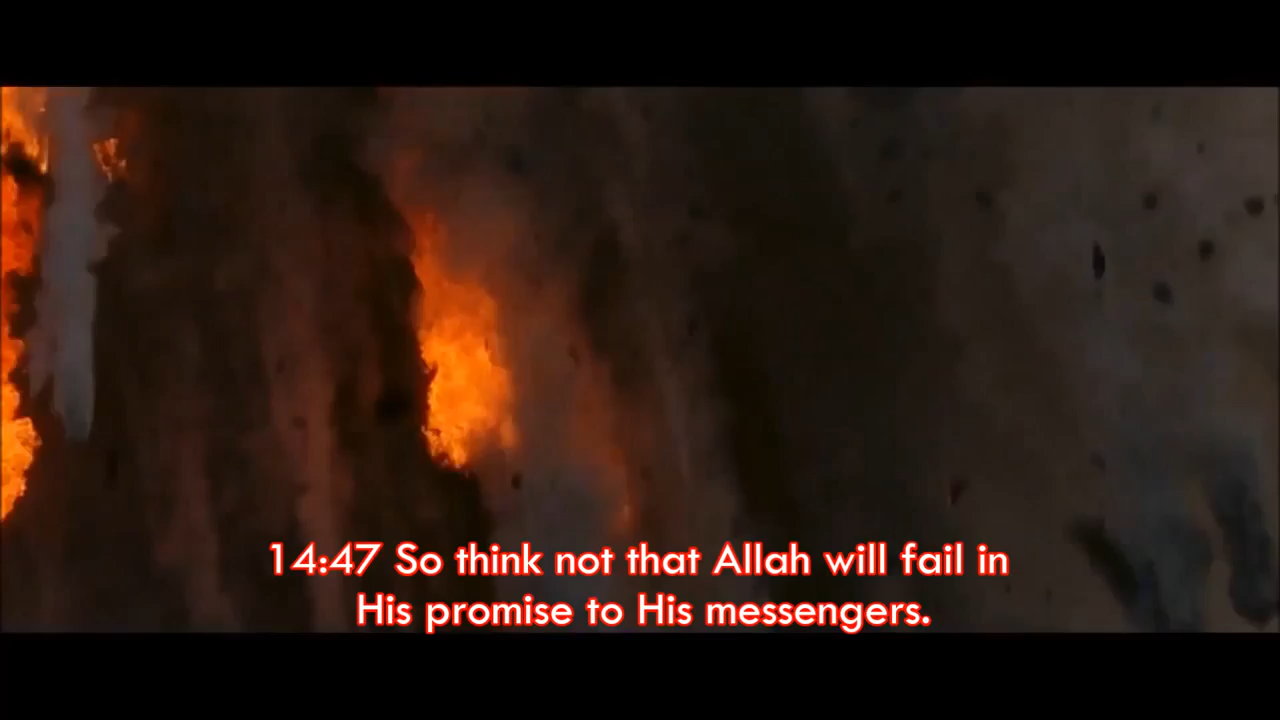 14:47 So think not that Allah will fail in
His promise to His messengers.